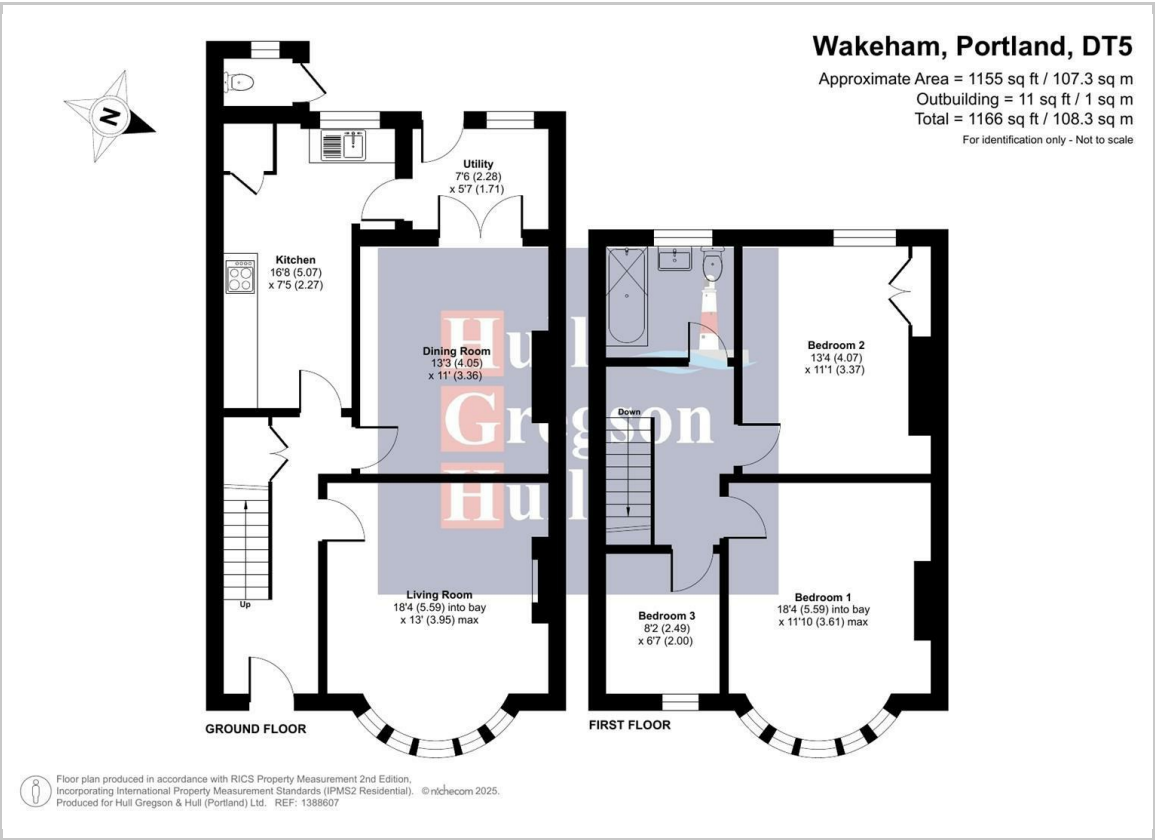 Wakeham, Portland, DT5
Approximate Area = 1155 sq ft / 107.3 sq m
Outbuilding = 11 sq ft / 1 sq m
Total = 1166 sq ft / 108.3 sq m
For identification only - Not to scale
N
Utility
7'6 (2.28)
x 5'7 (1.71)
Kitchen
16'8 (5.07)
x 7'5 (2.27)
Dining Room
13'3 (4.05)
x 11' (3.36)
Living Room
18'4 (5.59) into bay
x 13' (3.95) max
Up
GROUND FLOOR
Hull
Gregson
Hull
Bedroom 2
13'4 (4.07)
x 11'1 (3.37)
Down
Bedroom 1
18'4 (5.59) into bay
x 11'10 (3.61) max
Bedroom 3
8'2 (2.49)
x 6'7 (2.00)
FIRST FLOOR
Floor plan produced in accordance with RICS Property Measurement 2nd Edition,
Incorporating International Property Measurement Standards (IPMS2 Residential). © nichecom 2025.
Produced for Hull Gregson & Hull (Portland) Ltd. REF: 1388607